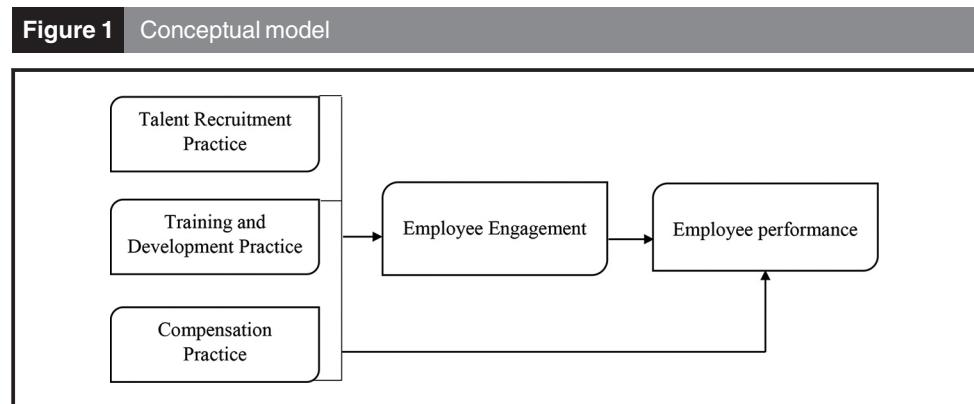 Figure 1 Conceptual model
Talent Recruitment
Practice
Training and
Development Practice
Employee Engagement
Employee performance
Compensation
Practice